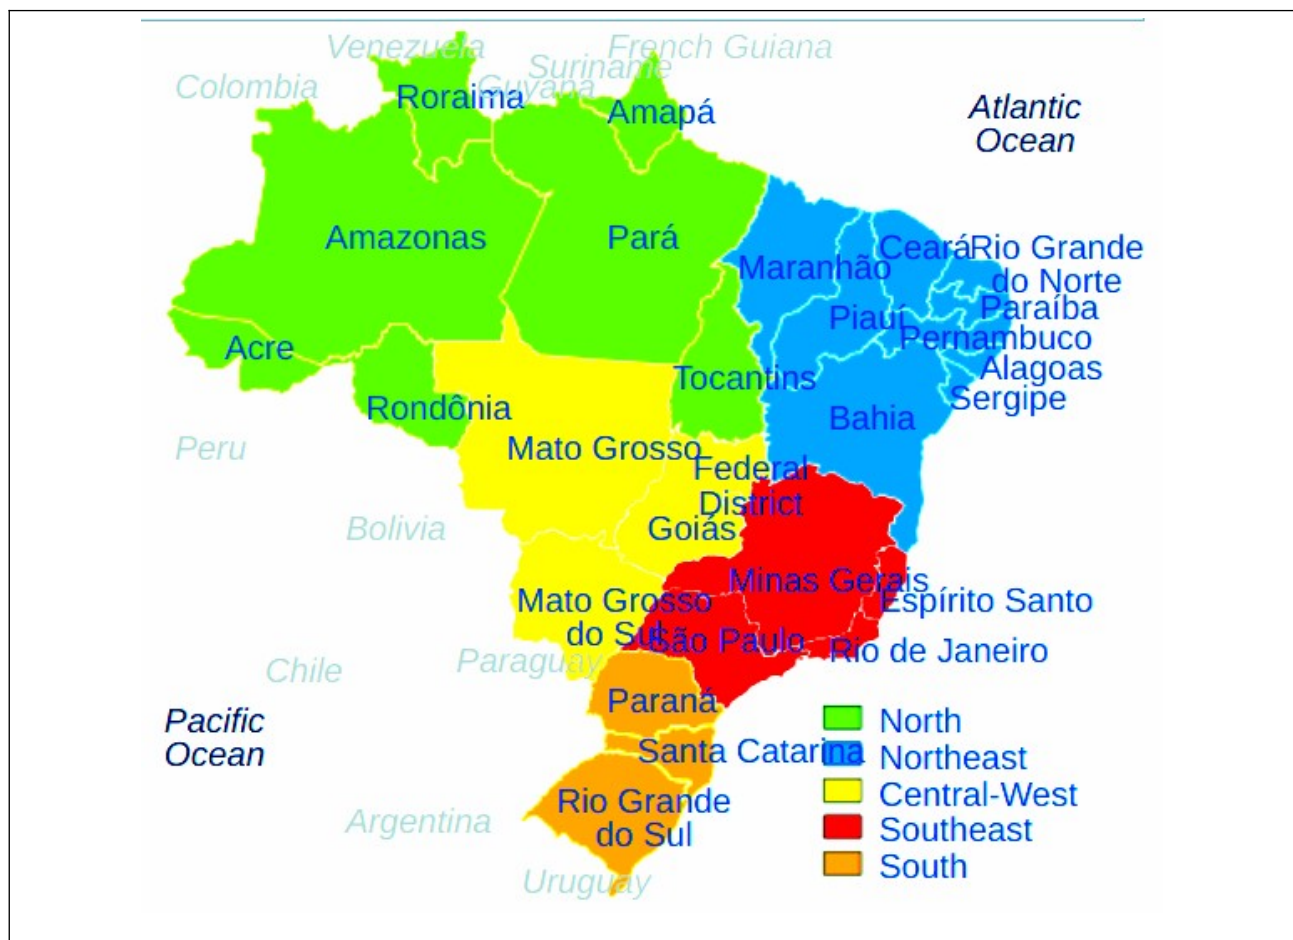 Venezuela
French Guiana
Suriname
Colombia
Guyana
Roraima
Amapá
Atlantic
Ocean
Amazonas
Pará
Ceará
Rio Grande
do Norte
Maranhão
Paraíba
Piauí
Pernambuco
Acre
Alagoas
Tocantins
Sergipe
Rondônia
Bahia
Peru
Mato Grosso
Federal
District
Bolivia
Goiás
Minas Gerais
Mato Grosso
do Sul
Espírito Santo
São Paulo
Rio de Janeiro
Paraguay
Chile
Paraná
Pacific
Ocean
Santa Catarina
Argentina
Rio Grande
do Sul
Uruguay
North
Northeast
Central-West
Southeast
South